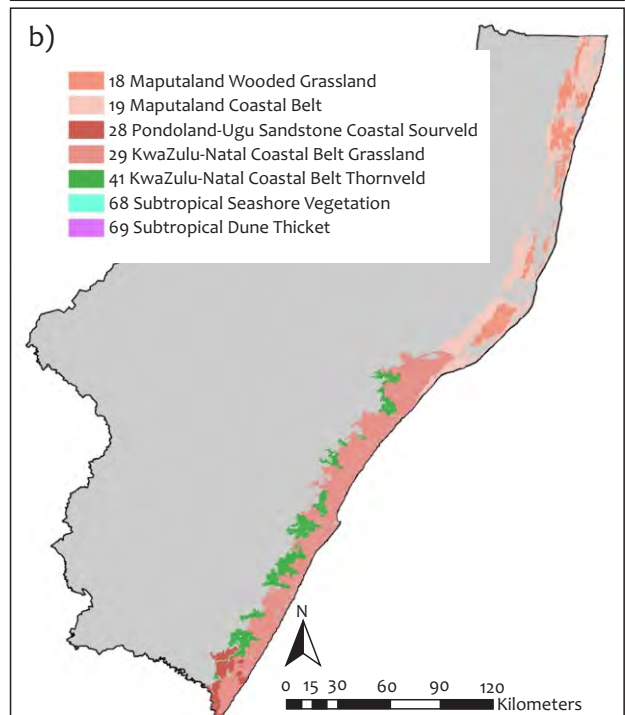 b)
18 Maputaland Wooded Grassland
19 Maputaland Coastal Belt
28 Pondoland-Ugu Sandstone Coastal Sourveld
29 KwaZulu-Natal Coastal Belt Grassland
41 KwaZulu-Natal Coastal Belt Thornveld
68 Subtropical Seashore Vegetation
69 Subtropical Dune Thicket
N
0 15 30 60 90 120
Kilometers